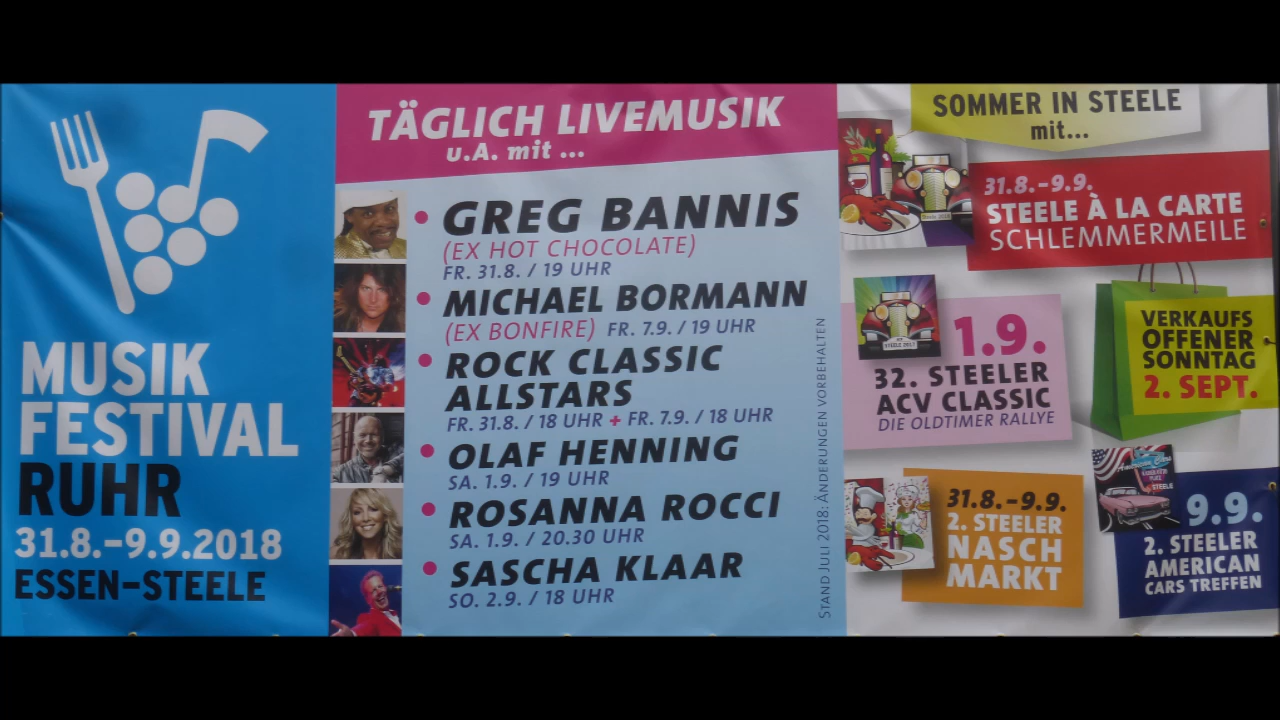 MUSIK
FESTIVAL
RUHR
31.8.-9.9.2018
ESSEN-STEELE
TÄGLICH LIVEMUSIK
u.A. mit ...
• GREG BANNIS
(EX HOT CHOCOLATE)
FR. 31.8. / 19 UHR
• MICHAEL BORMANN
(EX BONFIRE) FR. 7.9. / 19 UHR
• ROCK CLASSIC
ALLSTARS
FR. 31.8. / 18 UHR + FR. 7.9. / 18 UHR
• OLAF HENNING
SA. 1.9. / 19 UHR
• ROSANNA ROCCI
SA. 1.9. / 20.30 UHR
• SASCHA KLAAR
SO. 2.9. / 18 UHR
STAND JULI 2018; ÄNDERUNGEN VORBEHALTEN
SOMMER IN STEELE
mit...
31.8.-9.9.
STEELE À LA CARTE
SCHLEMMERMEILE
STEELE 2017
1.9.
32. STEELER
ACV CLASSIC
DIE OLDTIMER RALLYE
VERKAUFS
OFFENER
SONNTAG
2. SEPT.
31.8.-9.9.
2. STEELER
NASCH
MARKT
American Cars
STEELE
9.9.
2. STEELER
AMERICAN
CARS TREFFEN